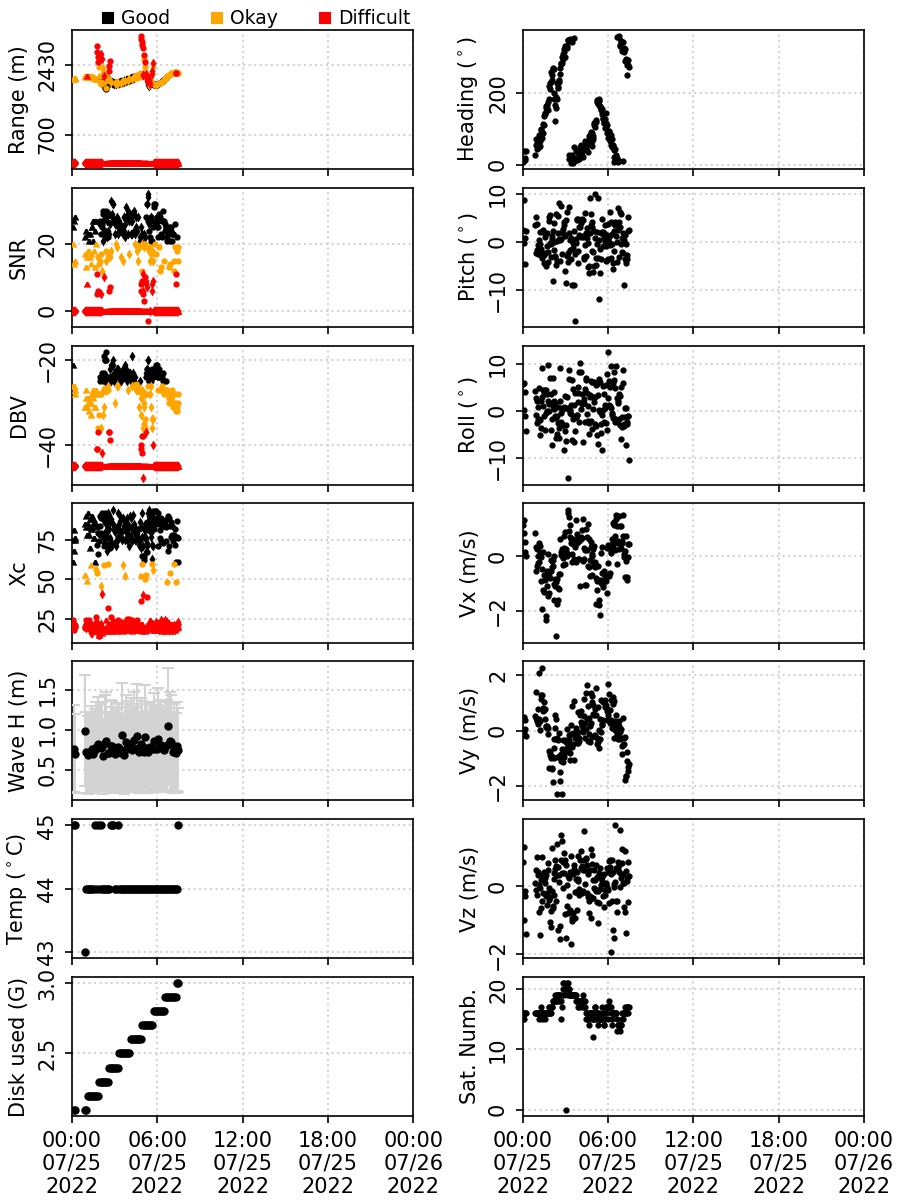 Good Okay Difficult
Range (m)
2430
700
SNR
20
0
DBV
−20
−40
Xc
75
50
25
Wave H (m)
1.5
1.0
0.5
Temp (°C)
45
44
43
Disk used (G)
3.0
2.5
00:00 06:00 12:00 18:00 00:00
07/25 07/25 07/25 07/25 07/26
2022 2022 2022 2022 2022
Heading (°)
200
0
Pitch (°)
10
0
−10
Roll (°)
10
0
−10
Vx (m/s)
0
−2
Vy (m/s)
2
0
−2
Vz (m/s)
0
−2
Sat. Numb.
20
10
0
00:00 06:00 12:00 18:00 00:00
07/25 07/25 07/25 07/25 07/26
2022 2022 2022 2022 2022